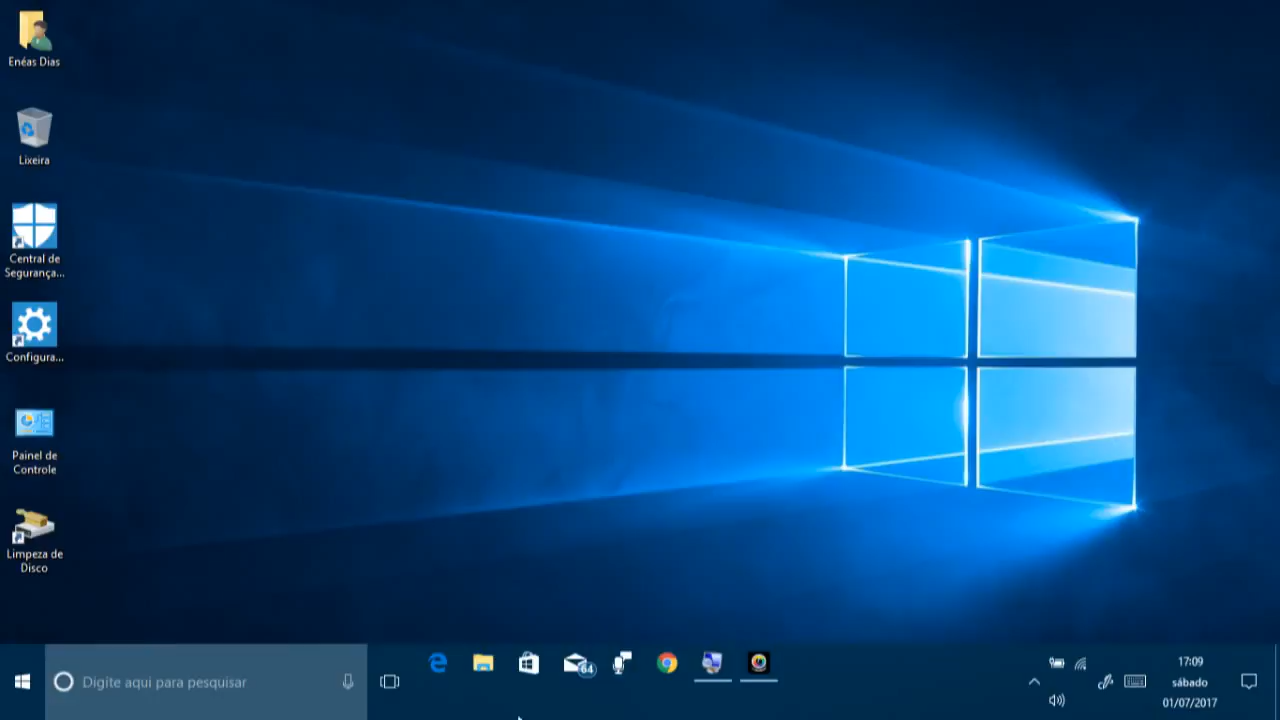 Enéas Dias
Lixeira
Central de
Segurança...
Configura...
Painel de
Controle
Limpeza de
Disco
Digite aqui para pesquisar
64
17:09
sábado
01/07/2017